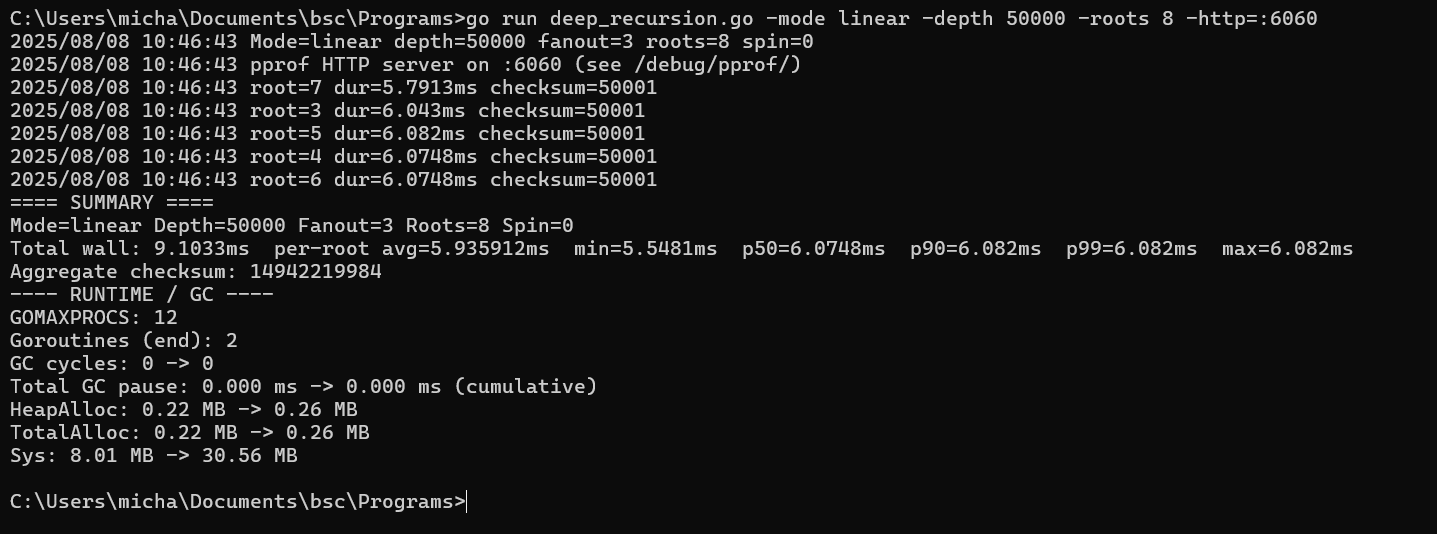 C:\Users\micha\Documents\bsc\Programs>go run deep_recursion.go -mode linear -depth 50000 -roots 8 -http=:6060
2025/08/08 10:46:43 Mode=linear depth=50000 fanout=3 roots=8 spin=0
2025/08/08 10:46:43 pprof HTTP server on :6060 (see /debug/pprof/)
2025/08/08 10:46:43 root=7 dur=5.7913ms checksum=50001
2025/08/08 10:46:43 root=3 dur=6.043ms checksum=50001
2025/08/08 10:46:43 root=5 dur=6.082ms checksum=50001
2025/08/08 10:46:43 root=4 dur=6.0748ms checksum=50001
2025/08/08 10:46:43 root=6 dur=6.0748ms checksum=50001
==== SUMMARY ====
Mode=linear Depth=50000 Fanout=3 Roots=8 Spin=0
Total wall: 9.1033ms  per-root avg=5.935912ms  min=5.5481ms  p50=6.0748ms  p90=6.082ms  p99=6.082ms  max=6.082ms
Aggregate checksum: 14942219984
---- RUNTIME / GC ----
GOMAXPROCS: 12
Goroutines (end): 2
GC cycles: 0 -> 0
Total GC pause: 0.000 ms -> 0.000 ms (cumulative)
HeapAlloc: 0.22 MB -> 0.26 MB
TotalAlloc: 0.22 MB -> 0.26 MB
Sys: 8.01 MB -> 30.56 MB
C:\Users\micha\Documents\bsc\Programs>